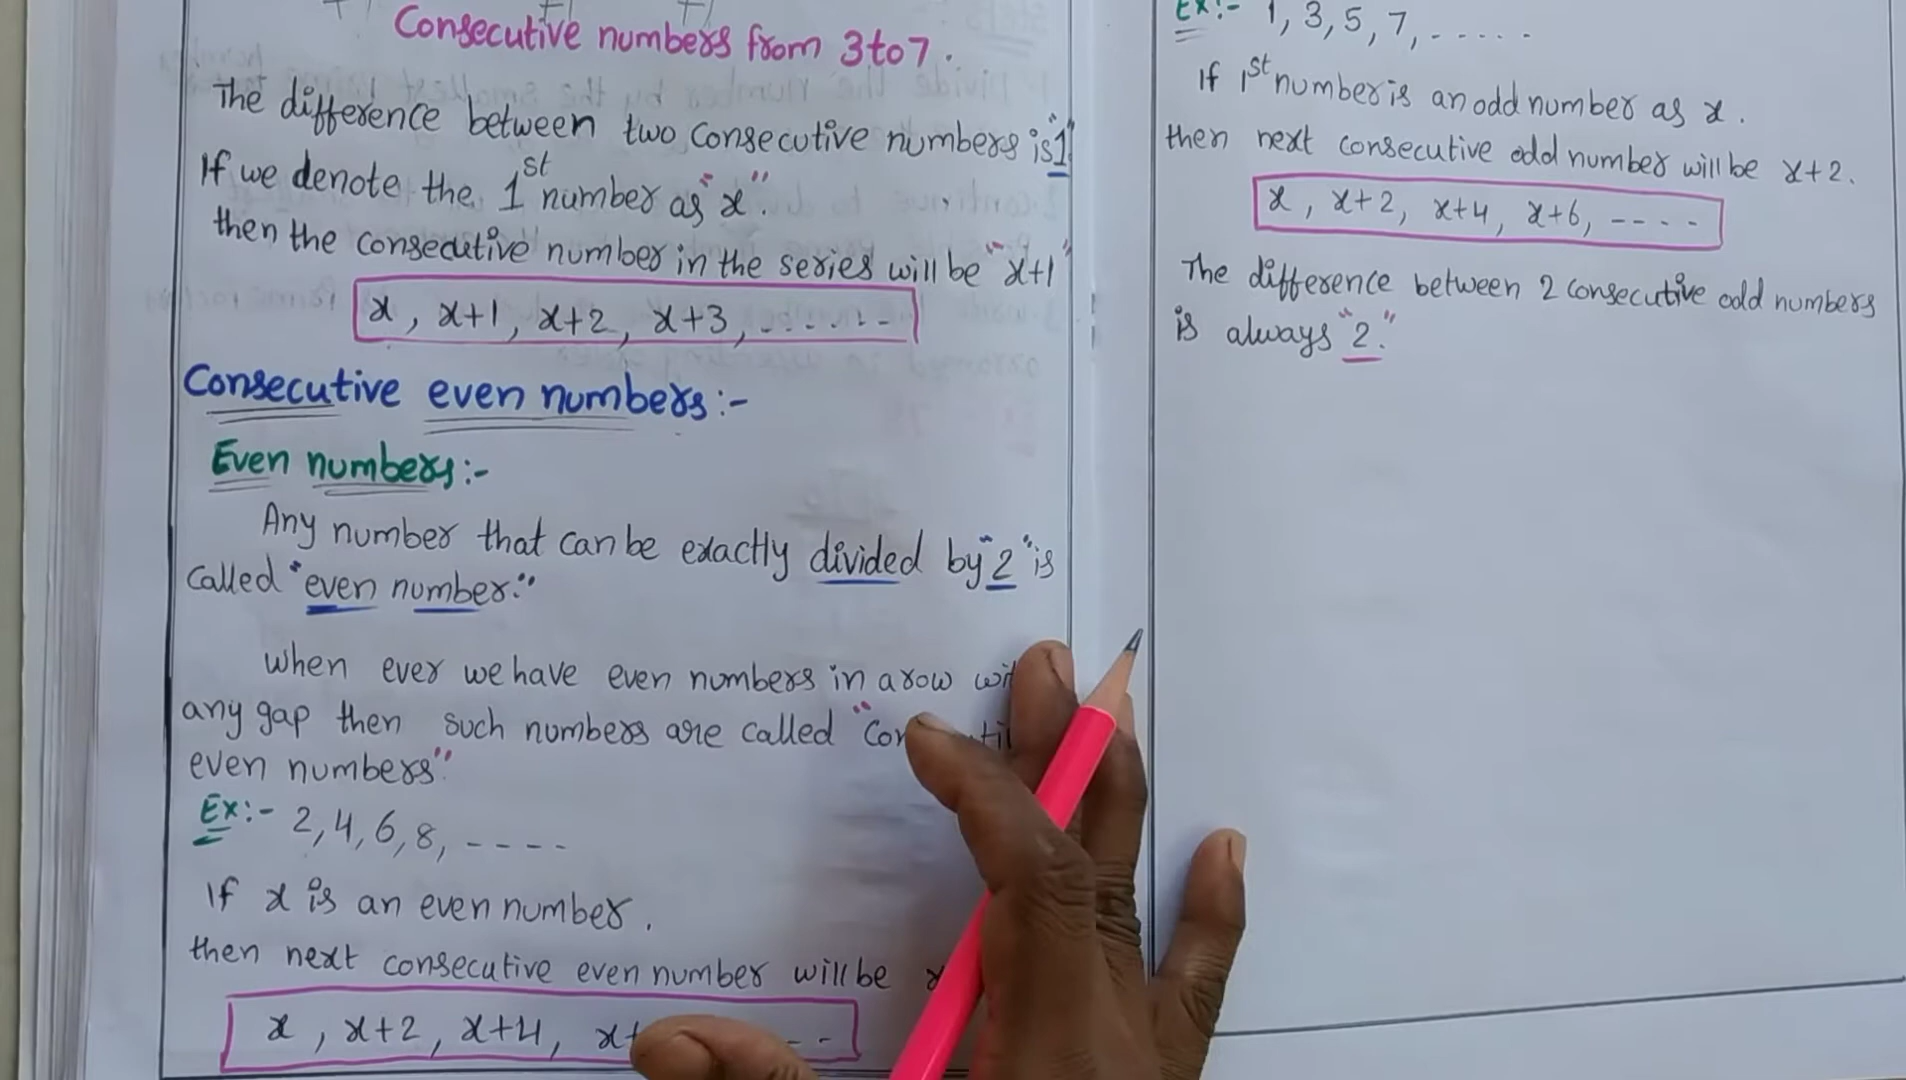 Consecutive numbers from 3 to 7.
The difference between two consecutive numbers is "1"
If we denote the 1st number as "x".
then the consecutive number in the series will be "x+1"
x, x+1, x+2, x+3, ......
Consecutive even numbers:-
Even numbers:-
Any number that can be exactly divided by "2" is
called "even number."
When ever we have even numbers in a row
any gap then such numbers are called "
even numbers"
Ex:- 2, 4, 6, 8, ----
If x is an even number.
then next consecutive even number will be
x, x+2, x+4,
Ex:- 1, 3, 5, 7, .....
If 1st number is an odd number as x.
then next consecutive odd number will be x+2.
x, x+2, x+4, x+6, ----
The difference between 2 consecutive odd numbers
is always "2."